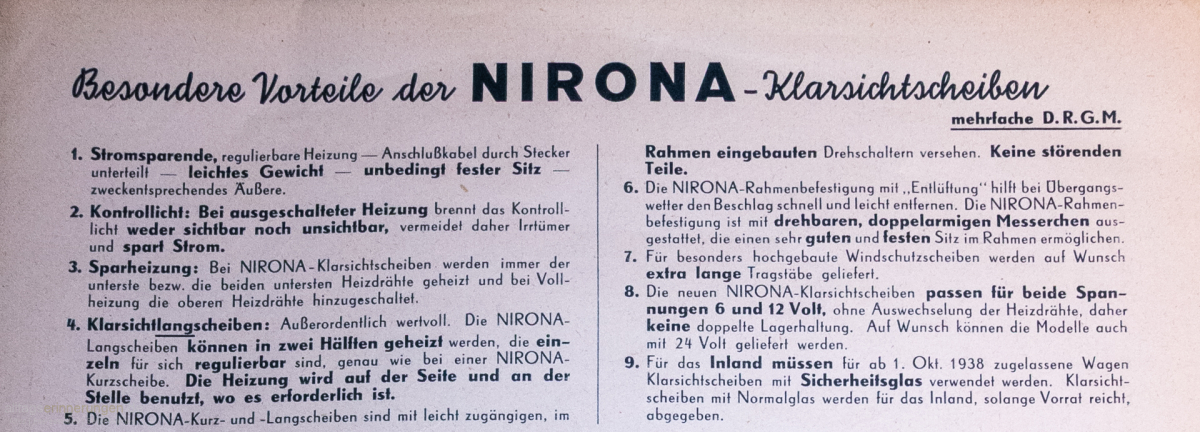 Besondere Vorteile der NIRONA-Klarsichtscheiben
mehrfache D.R.G.M.
1. Stromsparende, regulierbare Heizung — Anschlußkabel durch Stecker
unterteilt — leichtes Gewicht — unbedingt fester Sitz —
zweckentsprechendes Äußere.
2. Kontrollicht: Bei ausgeschalteter Heizung brennt das Kontroll-
licht weder sichtbar noch unsichtbar, vermeidet daher Irrtümer
und spart Strom.
3. Sparheizung: Bei NIRONA-Klarsichtscheiben werden immer der
unterste bezw. die beiden untersten Heizdrähte geheizt und bei Voll-
heizung die oberen Heizdrähte hinzugeschaltet.
4. Klarsichtlangscheiben: Außerordentlich wertvoll. Die NIRONA-
Langscheiben können in zwei Hälften geheizt werden, die ein-
zeln für sich regulierbar sind, genau wie bei einer NIRONA-
Kurzscheibe. Die Heizung wird auf der Seite und an der
Stelle benutzt, wo es erforderlich ist.
5. Die NIRONA-Kurz- und -Langscheiben sind mit leicht zugängigen, im
Rahmen eingebauten Drehschaltern versehen. Keine störenden
Teile.
6. Die NIRONA-Rahmenbefestigung mit „Entlüftung" hilft bei Übergangs-
wetter den Beschlag schnell und leicht entfernen. Die NIRONA-Rahmen-
befestigung ist mit drehbaren, doppelarmigen Messerchen aus-
gestattet, die einen sehr guten und festen Sitz im Rahmen ermöglichen.
7. Für besonders hochgebaute Windschutzscheiben werden auf Wunsch
extra lange Tragstäbe geliefert.
8. Die neuen NIRONA-Klarsichtscheiben passen für beide Span-
nungen 6 und 12 Volt, ohne Auswechselung der Heizdrähte, daher
keine doppelte Lagerhaltung. Auf Wunsch können die Modelle auch
mit 24 Volt geliefert werden.
9. Für das Inland müssen für ab 1. Okt. 1938 zugelassene Wagen
Klarsichtscheiben mit Sicherheitsglas verwendet werden. Klarsicht-
scheiben mit Normalglas werden für das Inland, solange Vorrat reicht,
abgegeben.